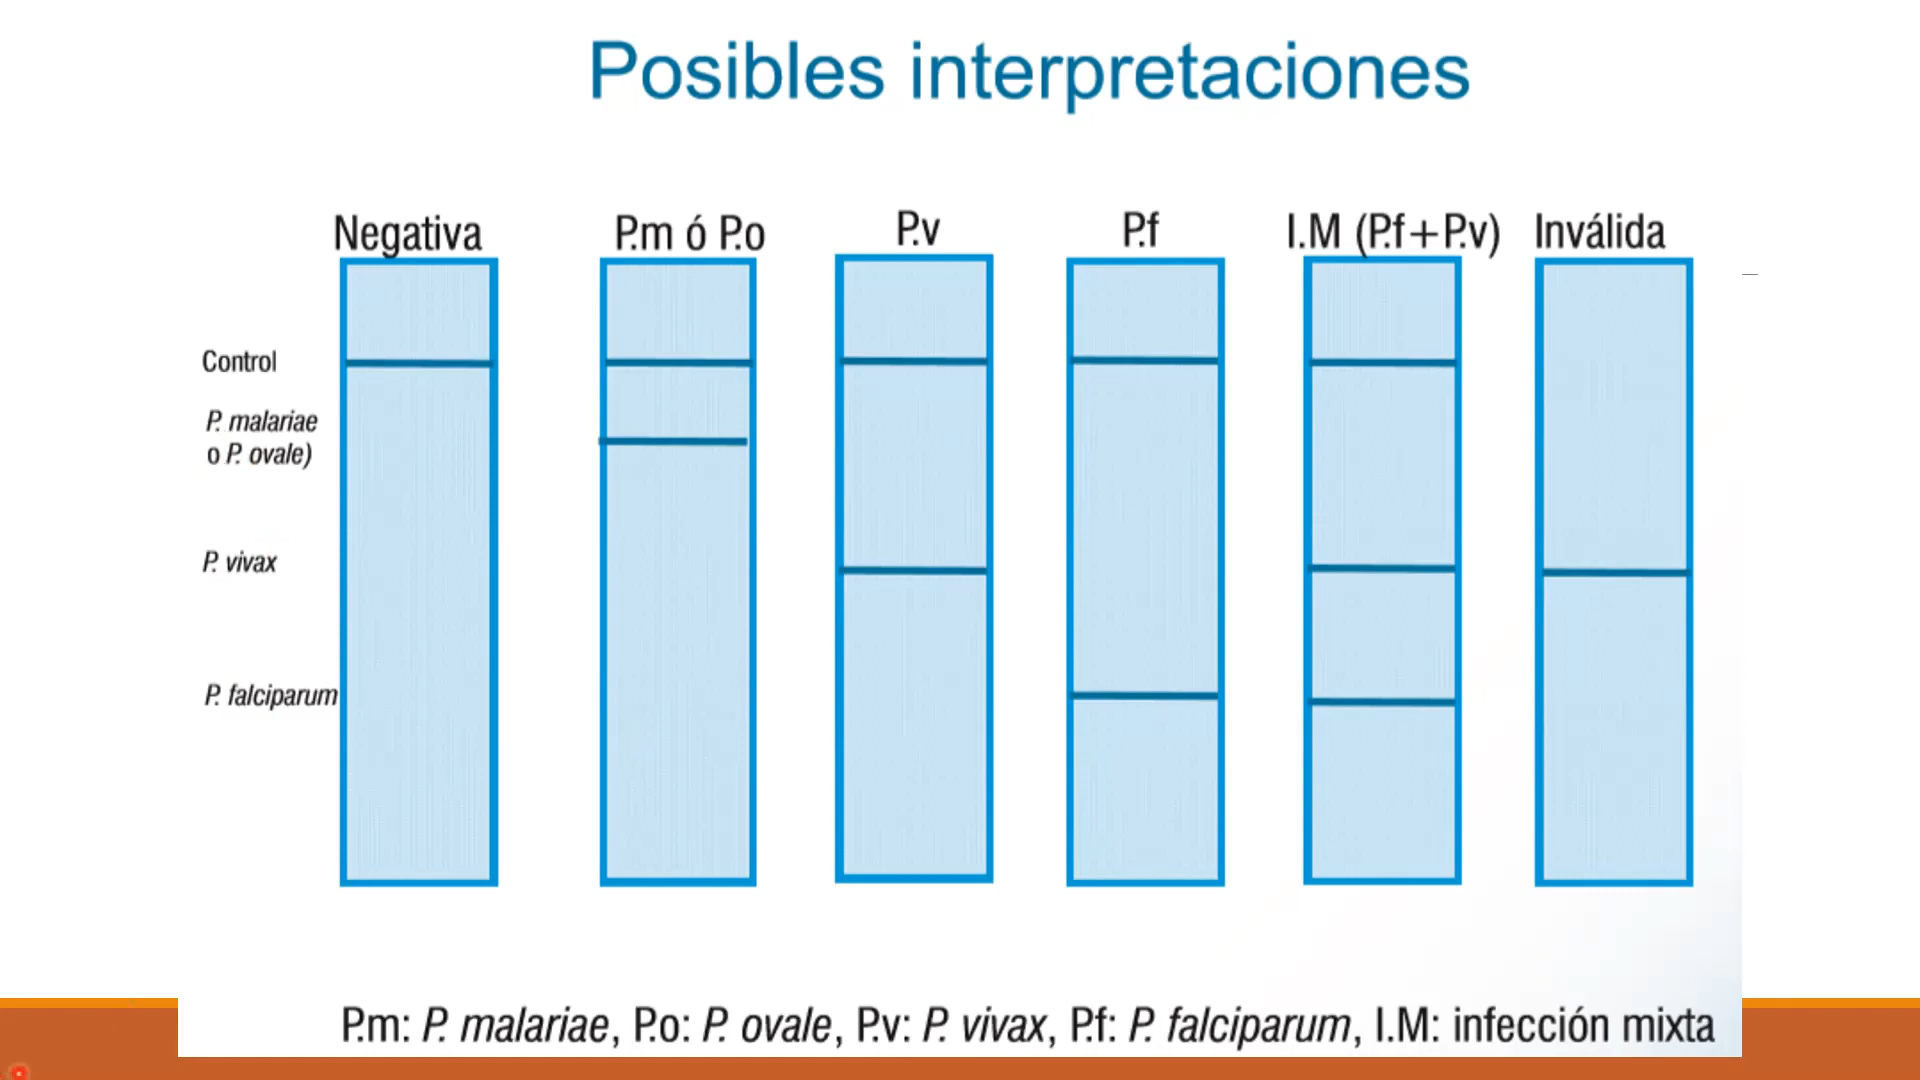 Posibles interpretaciones
Negativa
P.m ó P.o
P.v
P.f
I.M (P.f+P.v)
Inválida
Control
P. malariae
o P. ovale)
P. vivax
P. falciparum
P.m: P. malariae, P.o: P. ovale, P.v: P. vivax, P.f: P. falciparum, I.M: infección mixta